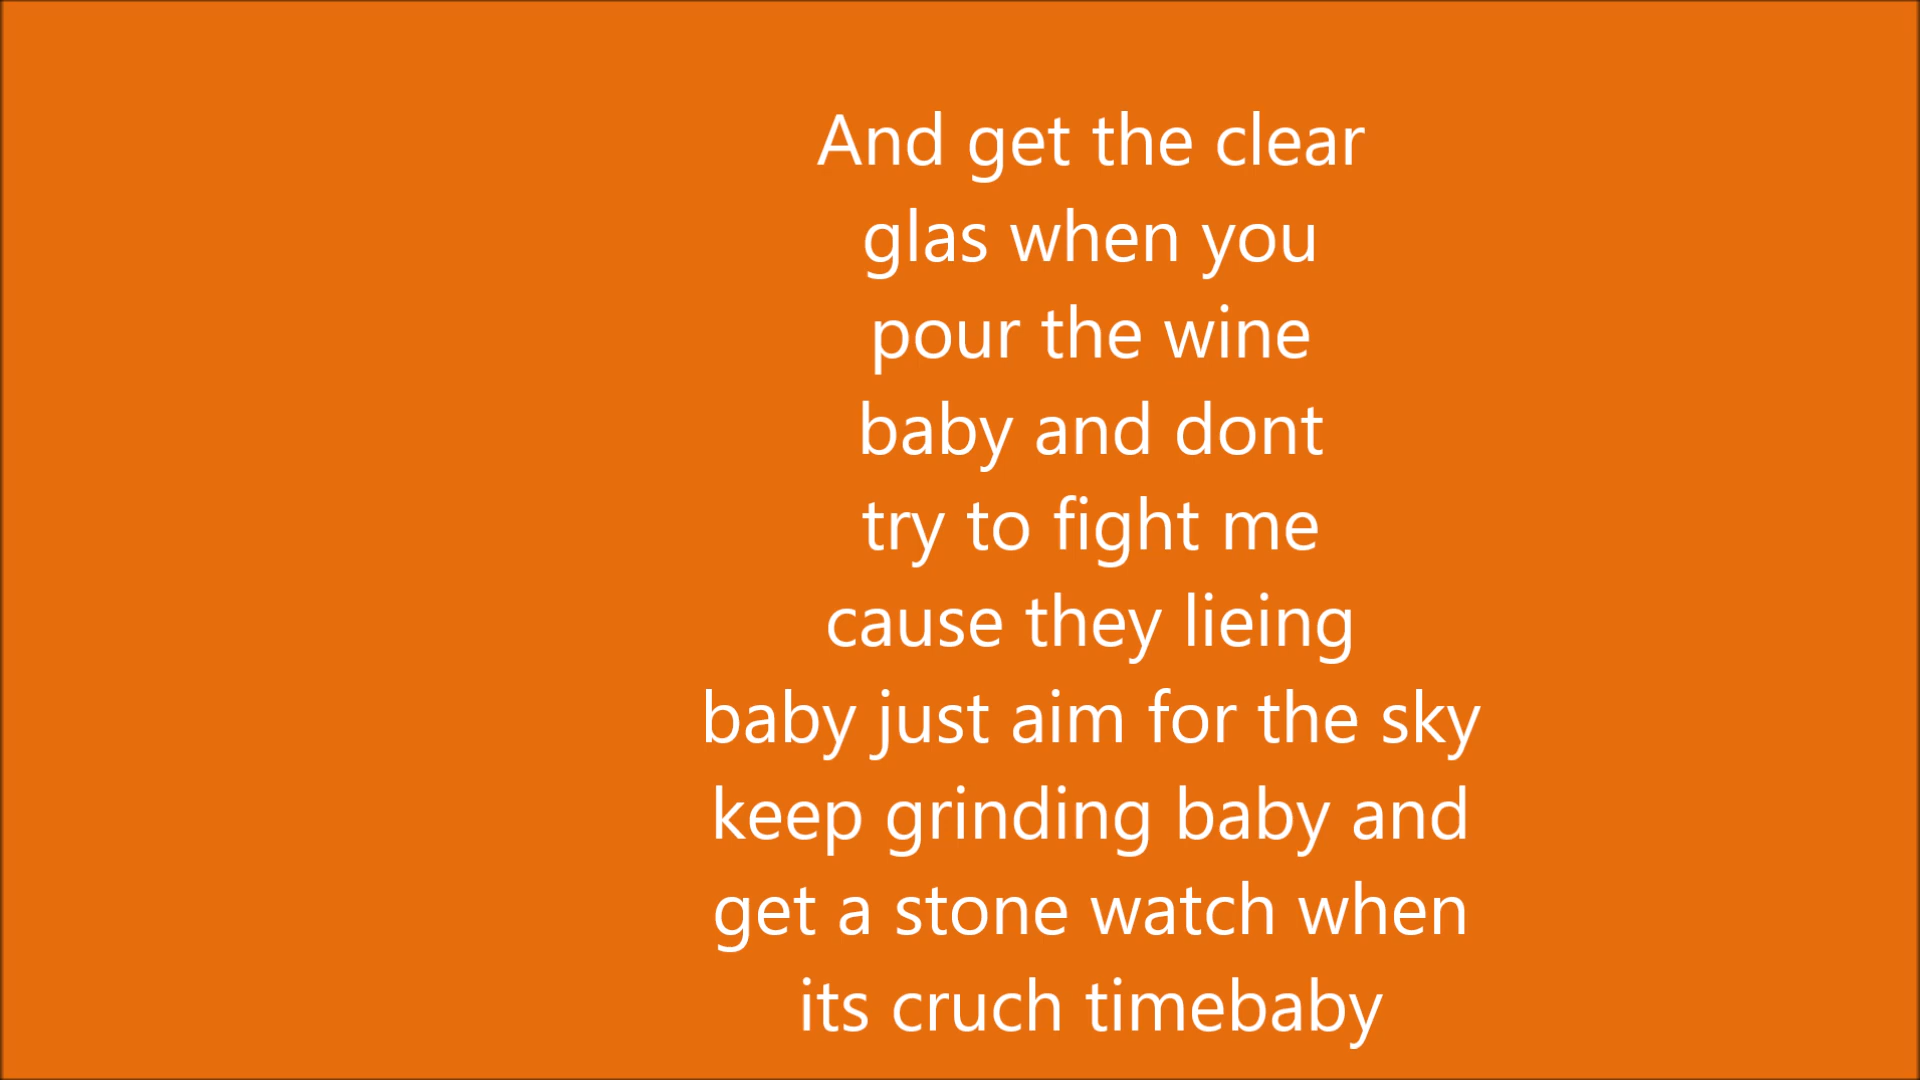 And get the clear
glas when you
pour the wine
baby and dont
try to fight me
cause they lieing
baby just aim for the sky
keep grinding baby and
get a stone watch when
its cruch timebaby